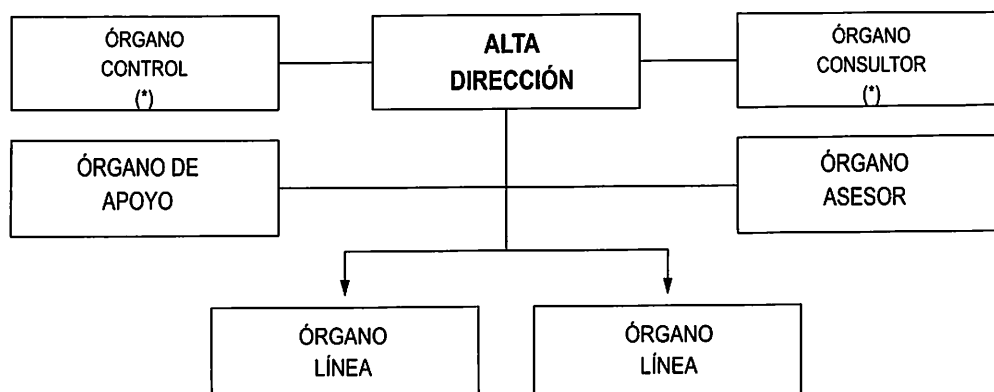 ÓRGANO
CONTROL
(*)
ALTA
DIRECCIÓN
ÓRGANO
CONSULTOR
(*)
ÓRGANO DE
APOYO
ÓRGANO
ASESOR
ÓRGANO
LÍNEA
ÓRGANO
LÍNEA